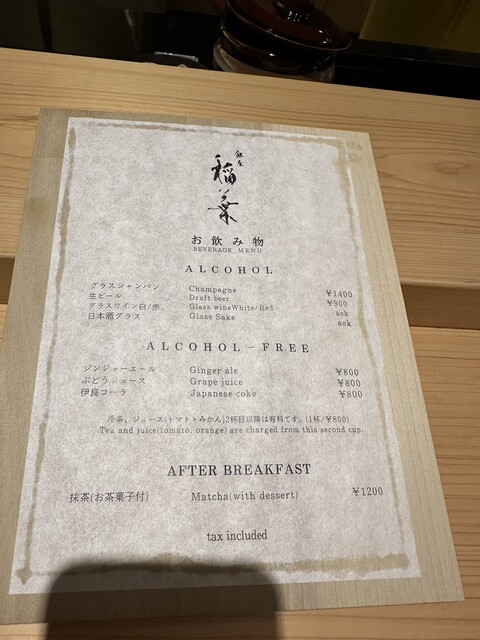 銀座
稲葉
お飲み物
BEVERAGE MENU
ALCOHOL
グラスシャンパン Champagne ¥1400
生ビール Draft beer ¥900
グラスワイン白/赤 Glass wineWhite/Red ask
日本酒グラス Glass Sake ask
ALCOHOL-FREE
ジンジャーエール Ginger ale ¥800
ぶどうジュース Grape juice ¥800
伊良コーラ Japanese coke ¥800
冷茶、ジュース(トマト・みかん)2杯目以降は有料です。(1杯/¥800)
Tea and juice(tomato, orange) are charged from this second cup.
AFTER BREAKFAST
抹茶(お茶菓子付) Matcha(with dessert) ¥1200
tax included